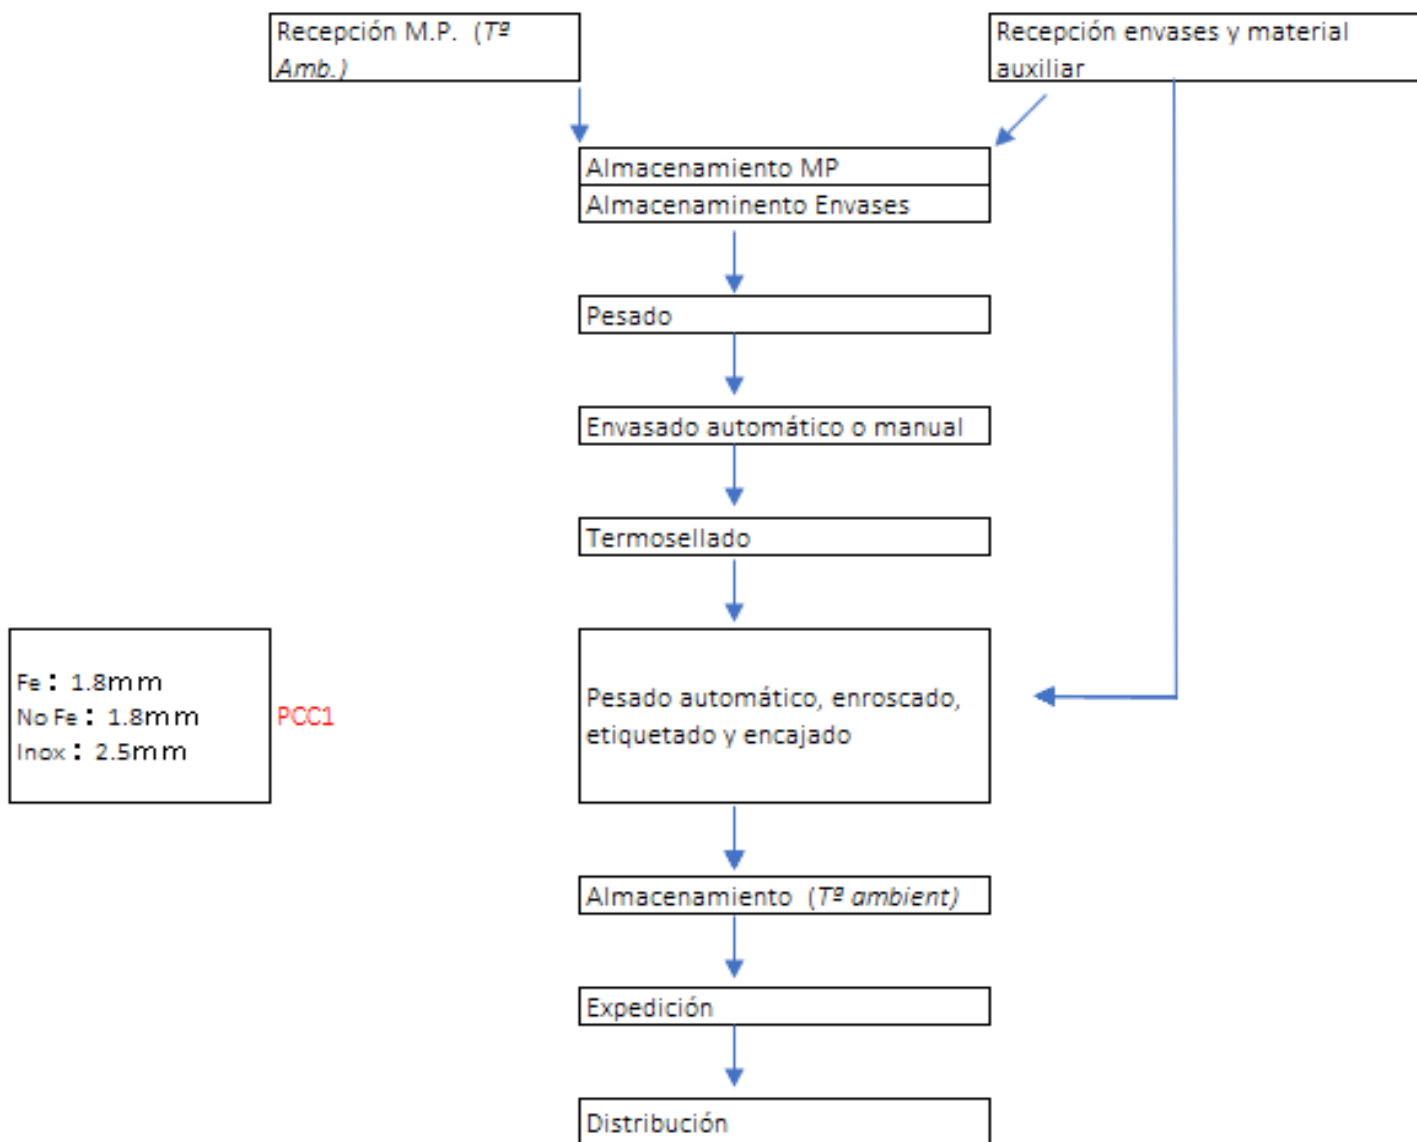 Recepción M.P. (Tª
Amb.)
Recepción envases y material
auxiliar
Almacenamiento MP
Almacenaminento Envases
Pesado
Envasado automático o manual
Termosellado
Fe : 1.8mm
No Fe : 1.8mm
Inox : 2.5mm
PCC1
Pesado automático, enroscado,
etiquetado y encajado
Almacenamiento (Tª ambient)
Expedición
Distribución